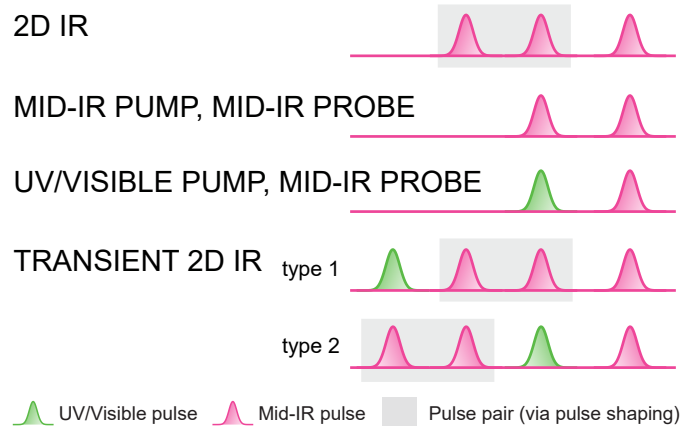 2D IR
MID-IR PUMP, MID-IR PROBE
UV/VISIBLE PUMP, MID-IR PROBE
TRANSIENT 2D IR type 1
type 2
UV/Visible pulse Mid-IR pulse Pulse pair (via pulse shaping)